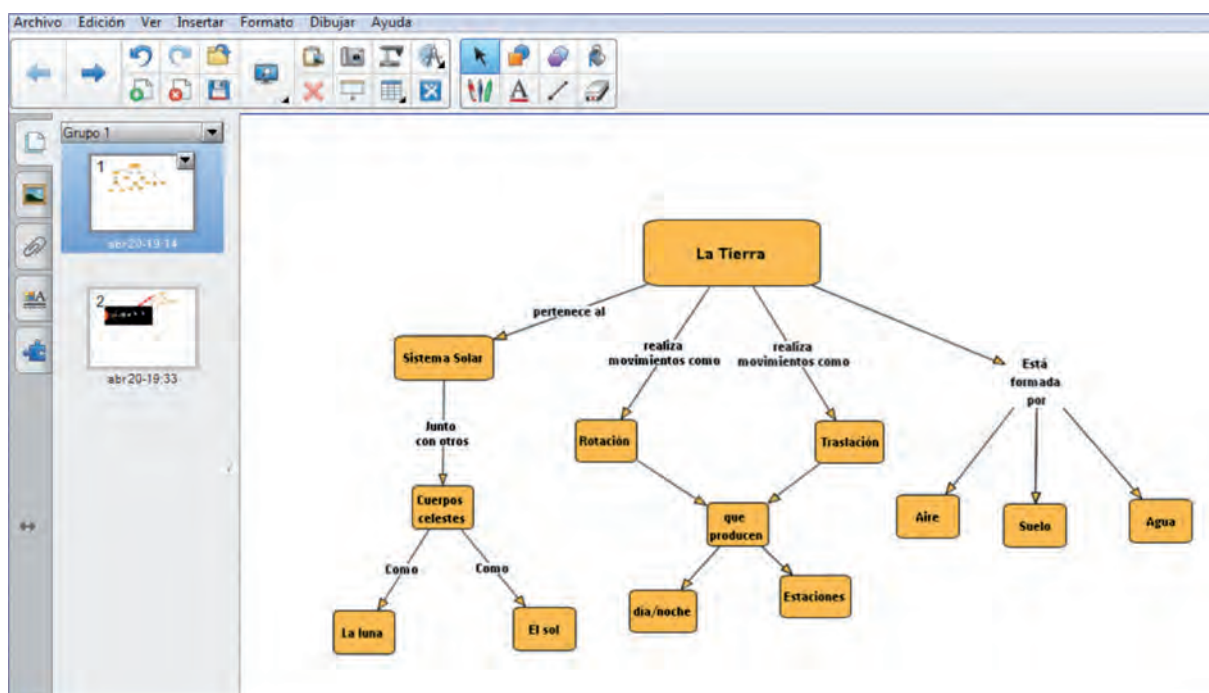 Archivo Edición Ver Insertar Formato Dibujar Ayuda
Grupo 1
1
abr20-19:14
2
abr20-19:33
La Tierra
pertenece al
realiza
movimientos como
realiza
movimientos como
Está
formada
por
Sistema Solar
Junto
con otros
Rotación
Traslación
Cuerpos
celestes
que
producen
Aire
Suelo
Agua
Como
Como
día/noche
Estaciones
La luna
El sol